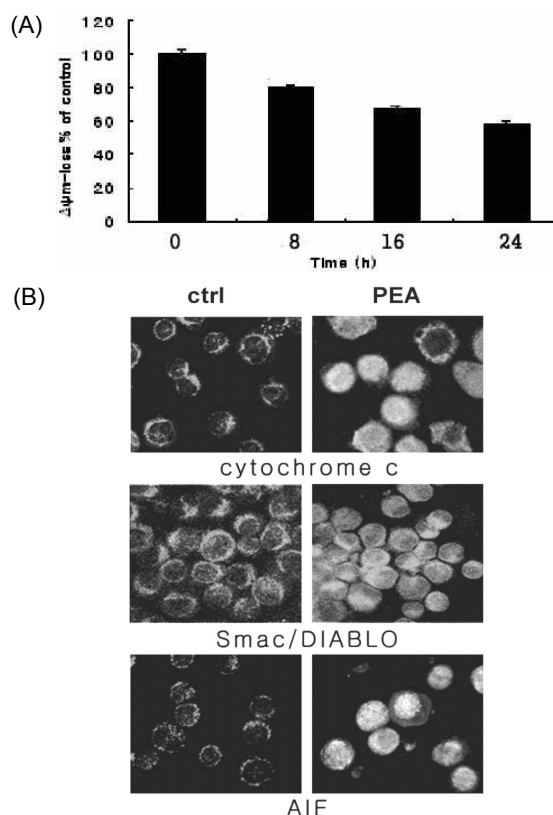 (A)
Δψm-loss % of control
120
100
80
60
40
20
0
0 8 16 24
Time (h)
(B)
ctrl PEA
cytochrome c
Smac/DIABLO
AIF